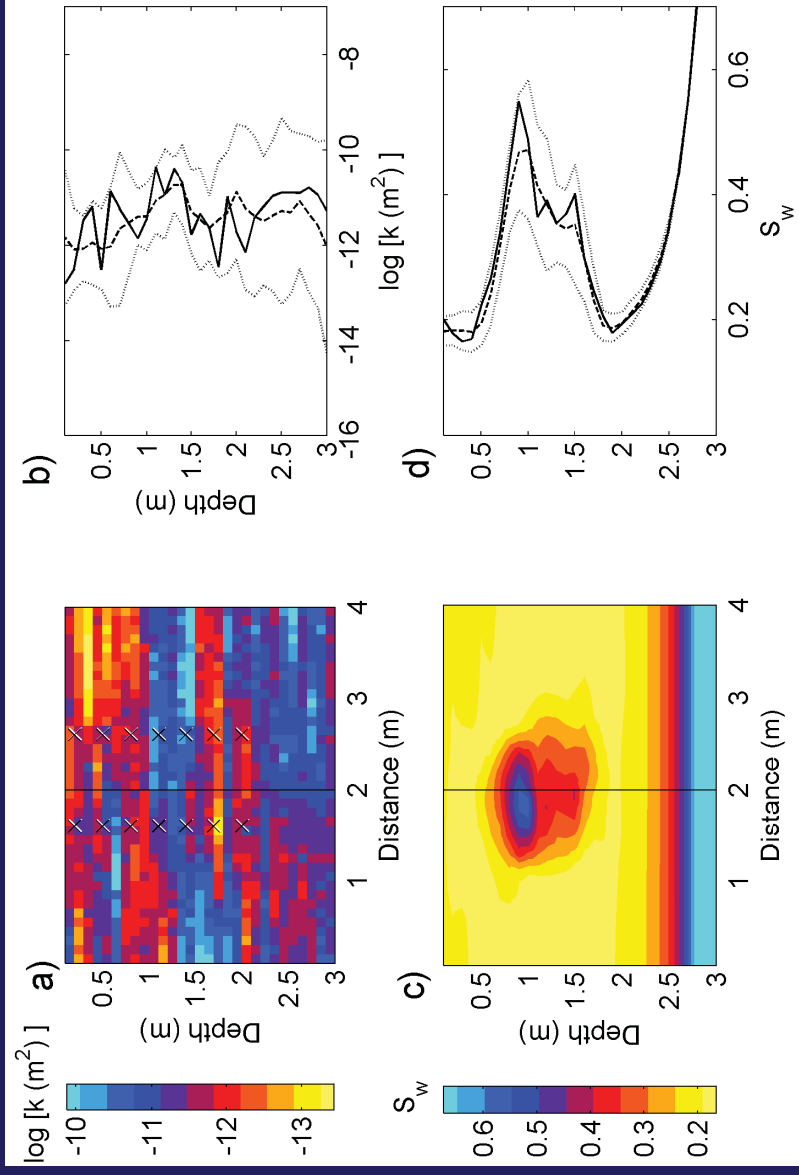 a)
log [k (m²) ]
-10
-11
-12
-13
Depth (m)
0.5
1
1.5
2
2.5
3
1 2 3 4
Distance (m)
b)
Depth (m)
0.5
1
1.5
2
2.5
3
-16 -14 -12 -10 -8
log [k (m²) ]
c)
S_w
0.6
0.5
0.4
0.3
0.2
Depth (m)
0.5
1
1.5
2
2.5
3
1 2 3 4
Distance (m)
d)
Depth (m)
0.5
1
1.5
2
2.5
3
0.2 0.4 0.6
S_w